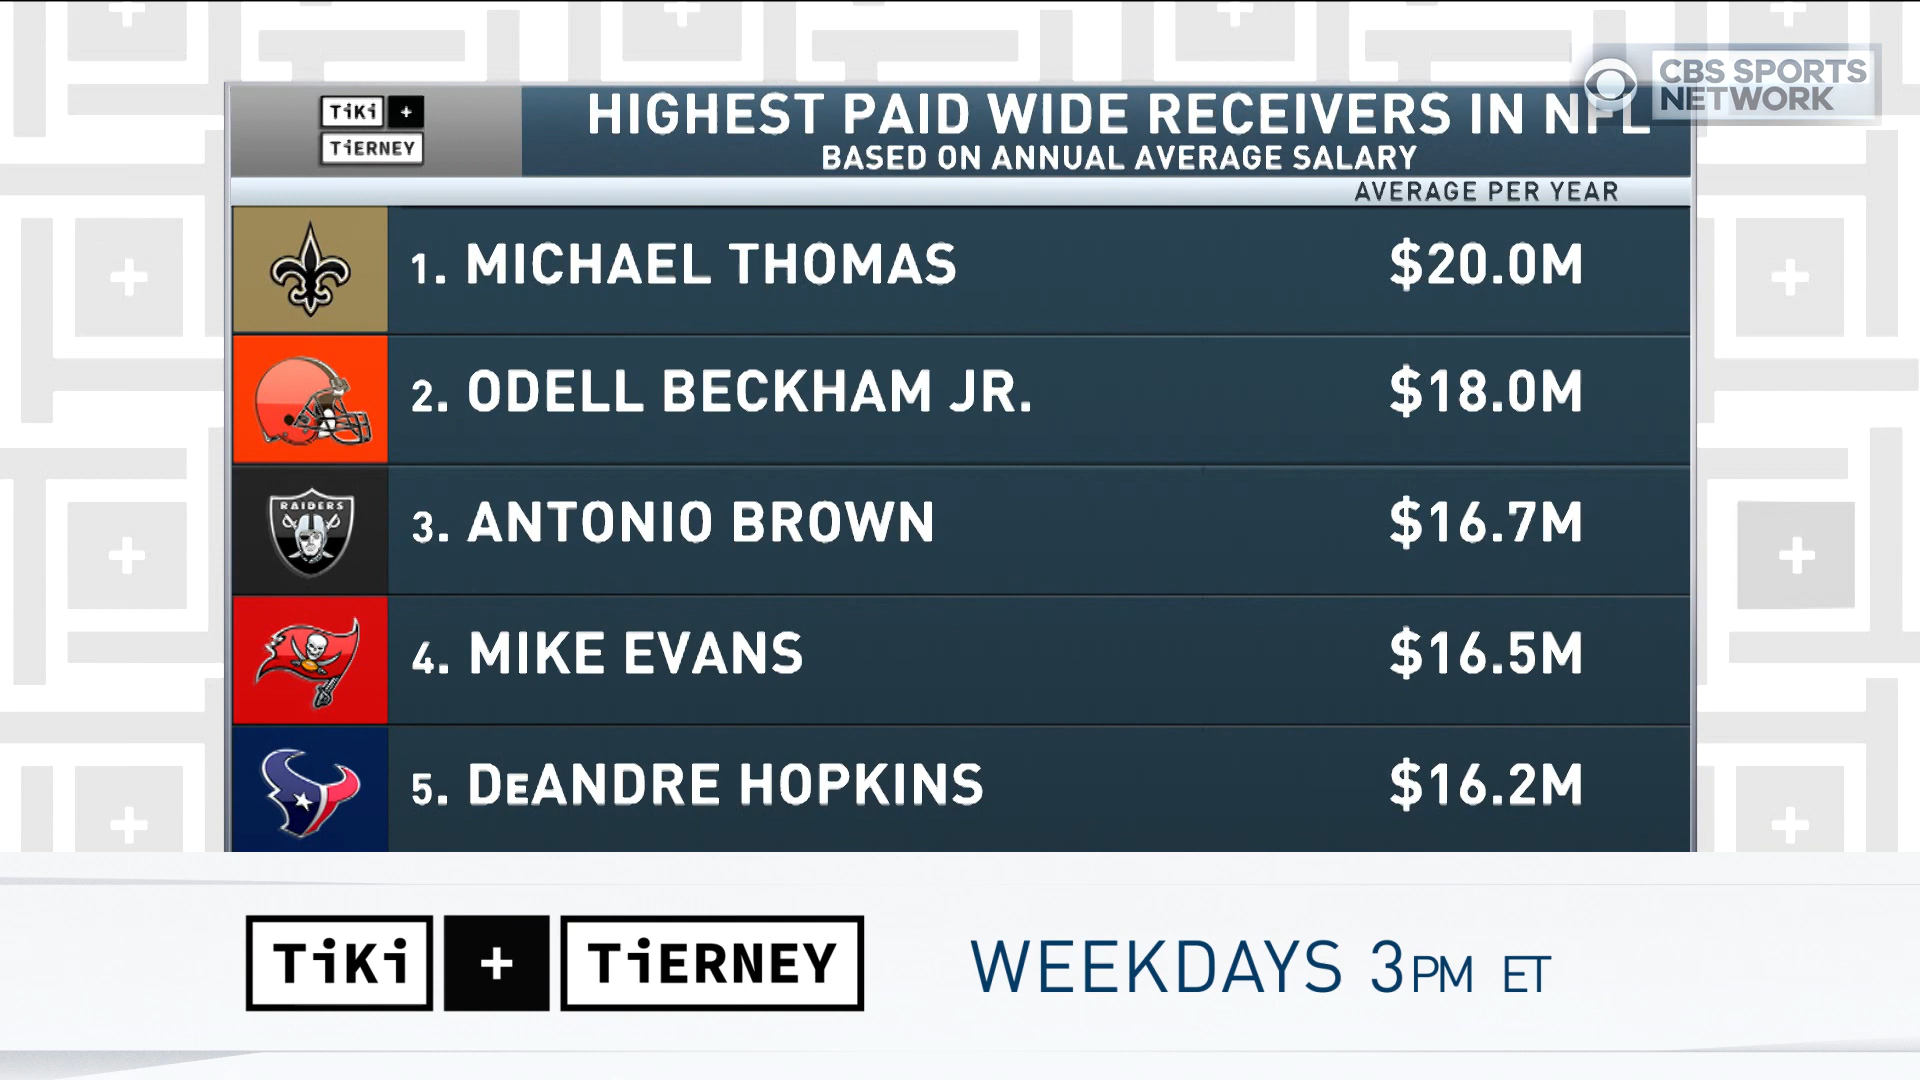 CBS SPORTS
NETWORK
TiKi +
TiERNEY
HIGHEST PAID WIDE RECEIVERS IN NFL
BASED ON ANNUAL AVERAGE SALARY
AVERAGE PER YEAR
1. MICHAEL THOMAS $20.0M
2. ODELL BECKHAM JR. $18.0M
RAIDERS
3. ANTONIO BROWN $16.7M
4. MIKE EVANS $16.5M
5. DEANDRE HOPKINS $16.2M
TiKi + TiERNEY WEEKDAYS 3PM ET